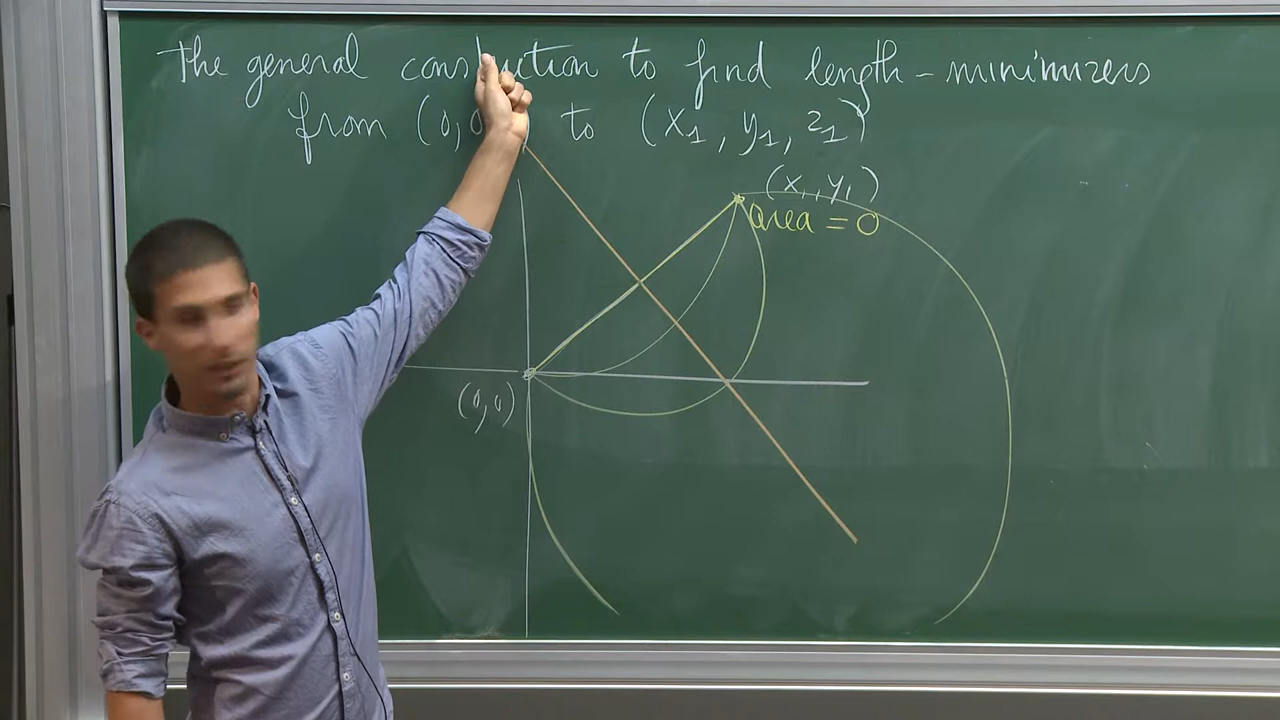 The general construction to find length-minimizers
from (0,0 ) to (x₁, y₁, z₁)
(x₁, y₁)
area = 0
(0,0)